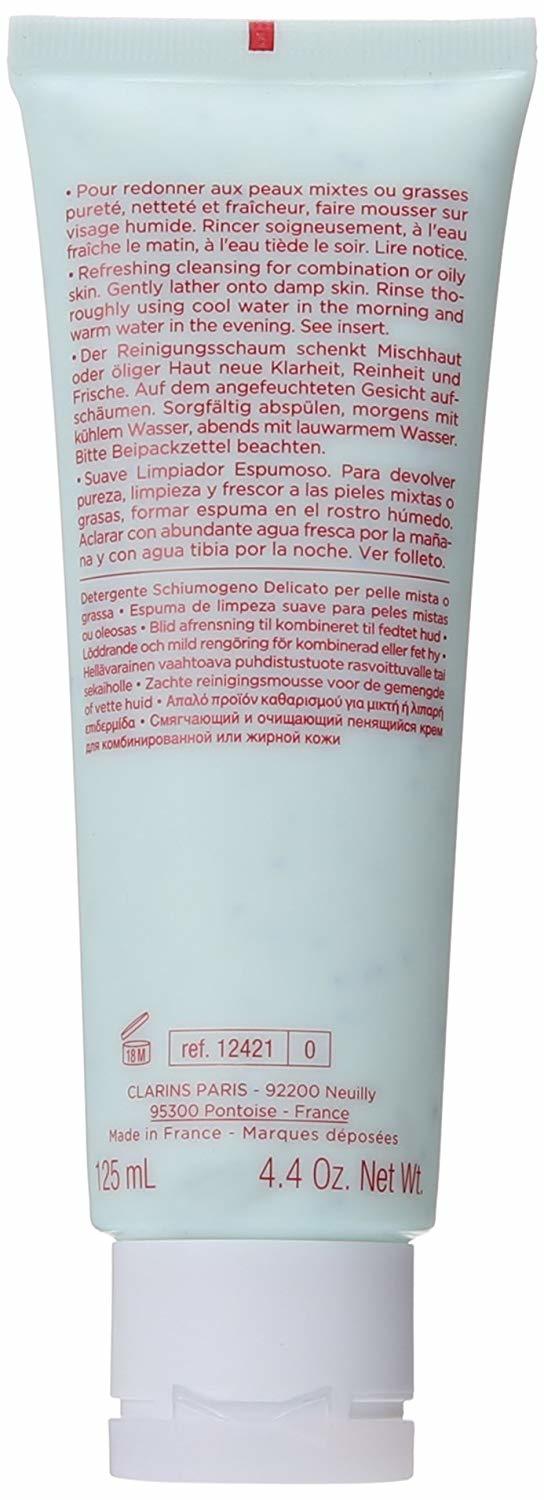 • Pour redonner aux peaux mixtes ou grasses
pureté, netteté et fraîcheur, faire mousser sur
visage humide. Rincer soigneusement, à l'eau
fraîche le matin, à l'eau tiède le soir. Lire notice.
• Refreshing cleansing for combination or oily
skin. Gently lather onto damp skin. Rinse tho-
roughly using cool water in the morning and
warm water in the evening. See insert.
• Der Reinigungsschaum schenkt Mischhaut
oder öliger Haut neue Klarheit, Reinheit und
Frische. Auf dem angefeuchteten Gesicht auf-
schäumen. Sorgfältig abspülen, morgens mit
kühlem Wasser, abends mit lauwarmem Wasser.
Bitte Beipackzettel beachten.
• Suave Limpiador Espumoso. Para devolver
pureza, limpieza y frescor a las pieles mixtas o
grasas, formar espuma en el rostro húmedo.
Aclarar con abundante agua fresca por la maña-
na y con agua tibia por la noche. Ver folleto.
Detergente Schiumogeno Delicato per pelle mista o
grassa • Espuma de limpeza suave para peles mistas
ou oleosas • Blid afrensning til kombineret til fedtet hud •
Löddrande och mild rengöring för kombinerad eller fet hy •
Hellävarainen vaahtoava puhdistustuote rasvoittuvalle tai
sekaiholle • Zachte reinigingsmousse voor de gemengde
of vette huid • Απαλό προϊόν καθαρισμού για μικτή ή λιπαρή
επιδερμίδα • Смягчающий и очищающий пенящийся крем
для комбинированной или жирной кожи
18 M ref. 12421 0
CLARINS PARIS - 92200 Neuilly
95300 Pontoise - France
Made in France - Marques déposées
125 mL 4.4 Oz. Net Wt.